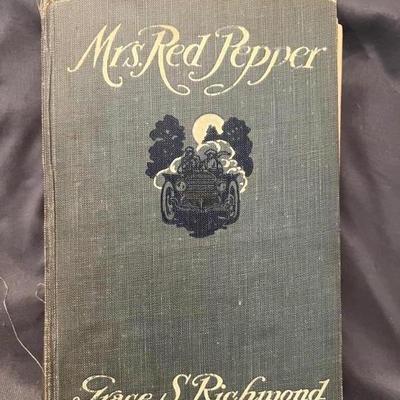 Mrs. Red Pepper
Grace S. Richmond